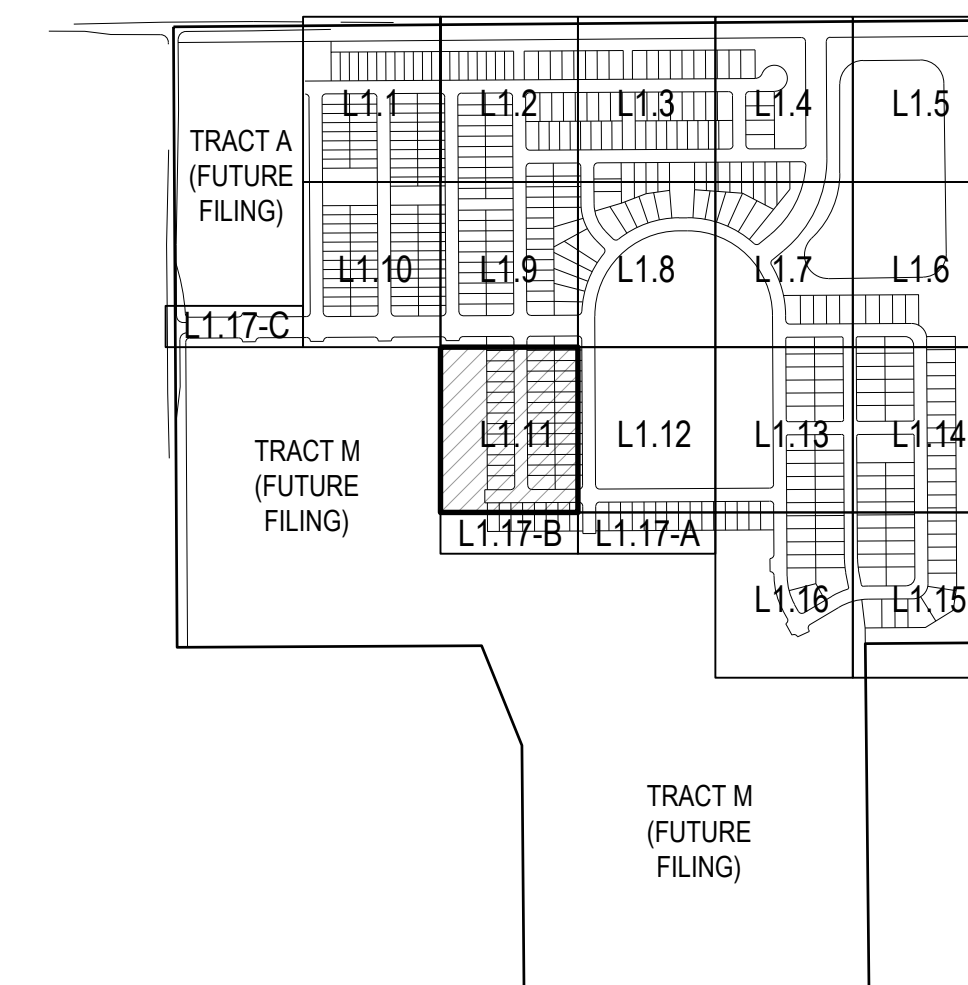 L1.1
L1.2
L1.3
L1.4
L1.5
TRACT A
(FUTURE
FILING)
L1.10
L1.9
L1.8
L1.7
L1.6
L1.17-C
L1.11
L1.12
L1.13
L1.14
TRACT M
(FUTURE
FILING)
L1.17-B
L1.17-A
L1.16
L1.15
TRACT M
(FUTURE
FILING)